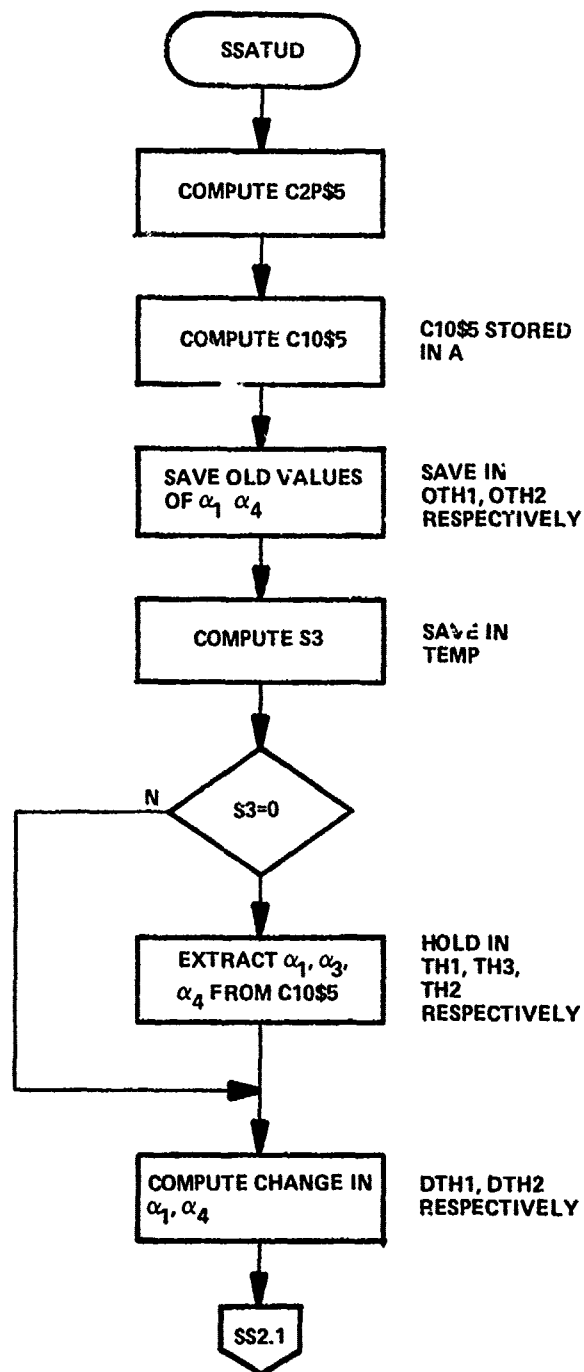 SSATUD
COMPUTE C2P$5
COMPUTE C10$5
C10$5 STORED
IN A
SAVE OLD VALUES
OF α1 α4
SAVE IN
OTH1, OTH2
RESPECTIVELY
COMPUTE S3
SAVE IN
TEMP
N
S3=0
EXTRACT α1, α3,
α4 FROM C10$5
HOLD IN
TH1, TH3,
TH2
RESPECTIVELY
COMPUTE CHANGE IN
α1, α4
DTH1, DTH2
RESPECTIVELY
SS2.1